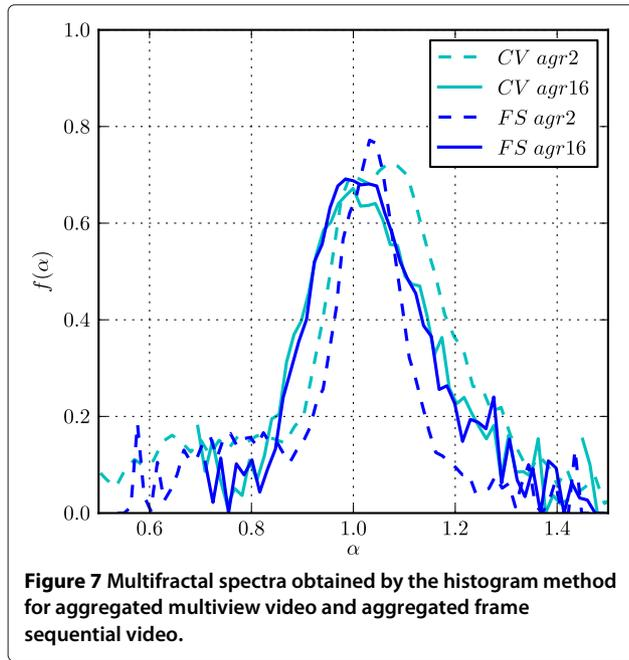 1.0
0.8
0.6
0.4
0.2
0.0
f(α)
CV agr2
CV agr16
FS agr2
FS agr16
0.6 0.8 1.0 1.2 1.4
α
Figure 7 Multifractal spectra obtained by the histogram method
for aggregated multiview video and aggregated frame
sequential video.